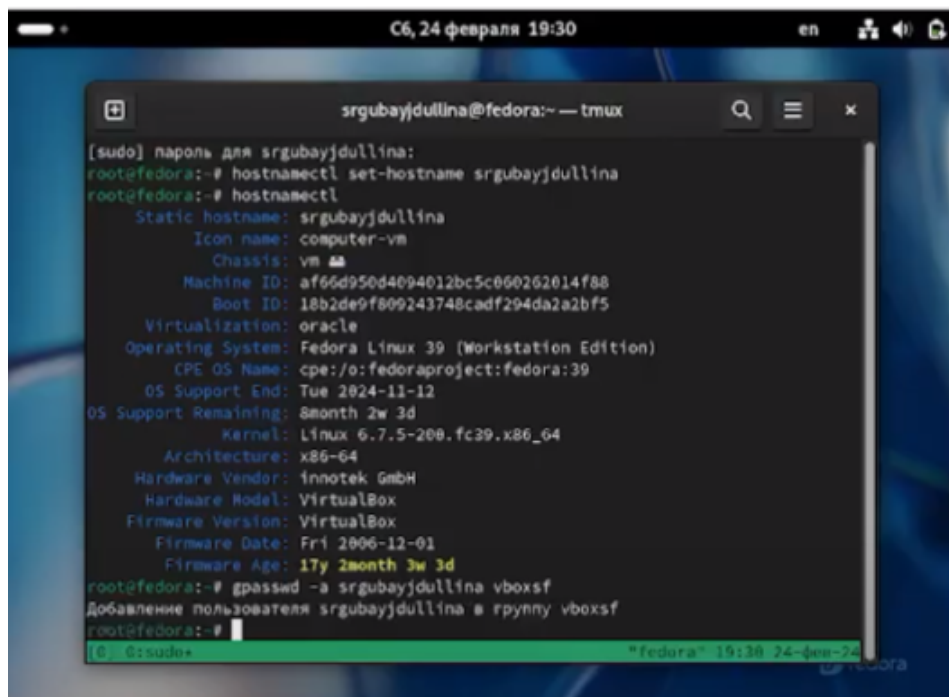 Сб, 24 февраля 19:30
en
srgubayjdullina@fedora:~ — tmux
[sudo] пароль для srgubayjdullina:
root@fedora:~# hostnamectl set-hostname srgubayjdullina
root@fedora:~# hostnamectl
Static hostname: srgubayjdullina
Icon name: computer-vm
Chassis: vm
Machine ID: af66d950d4094012bc5c060262014f88
Boot ID: 18b2de9f809243748cadf294da2a2bf5
Virtualization: oracle
Operating System: Fedora Linux 39 (Workstation Edition)
CPE OS Name: cpe:/o:fedoraproject:fedora:39
OS Support End: Tue 2024-11-12
OS Support Remaining: 8month 2w 3d
Kernel: Linux 6.7.5-200.fc39.x86_64
Architecture: x86-64
Hardware Vendor: innotek GmbH
Hardware Model: VirtualBox
Firmware Version: VirtualBox
Firmware Date: Fri 2006-12-01
Firmware Age: 17y 2month 3w 3d
root@fedora:~# gpasswd -a srgubayjdullina vboxsf
Добавление пользователя srgubayjdullina в группу vboxsf
root@fedora:~#
[0] 0:sudo* "fedora" 19:30 24-фев-24
fedora